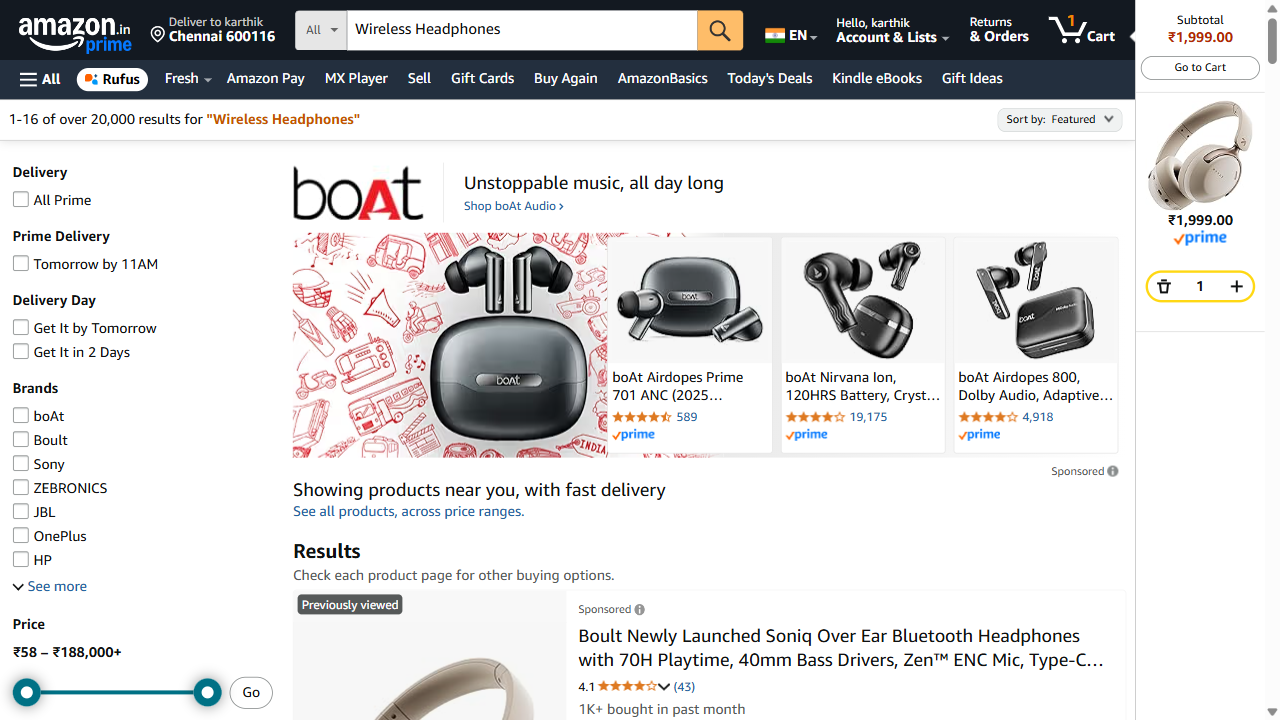 amazon.in
prime
Deliver to karthik
Chennai 600116
All
Wireless Headphones
EN
Hello, karthik
Account & Lists
Returns
& Orders
1
Cart
Subtotal
₹1,999.00
Go to Cart
All
Rufus
Fresh
Amazon Pay
MX Player
Sell
Gift Cards
Buy Again
AmazonBasics
Today's Deals
Kindle eBooks
Gift Ideas
1-16 of over 20,000 results for "Wireless Headphones"
Sort by: Featured
₹1,999.00
prime
1
Delivery
All Prime
Prime Delivery
Tomorrow by 11AM
Delivery Day
Get It by Tomorrow
Get It in 2 Days
Brands
boAt
Boult
Sony
ZEBRONICS
JBL
OnePlus
HP
See more
Price
₹58 – ₹188,000+
Go
boAt
Unstoppable music, all day long
Shop boAt Audio ›
boAt
INDIA
boAt
boAt Airdopes Prime
701 ANC (2025…
589
prime
boAt Nirvana Ion,
120HRS Battery, Cryst…
19,175
prime
boAt
boAt Airdopes 800,
Dolby Audio, Adaptive…
4,918
prime
Sponsored
Showing products near you, with fast delivery
See all products, across price ranges.
Results
Check each product page for other buying options.
Previously viewed
Sponsored
Boult Newly Launched Soniq Over Ear Bluetooth Headphones
with 70H Playtime, 40mm Bass Drivers, Zen™ ENC Mic, Type-C…
4.1
(43)
1K+ bought in past month